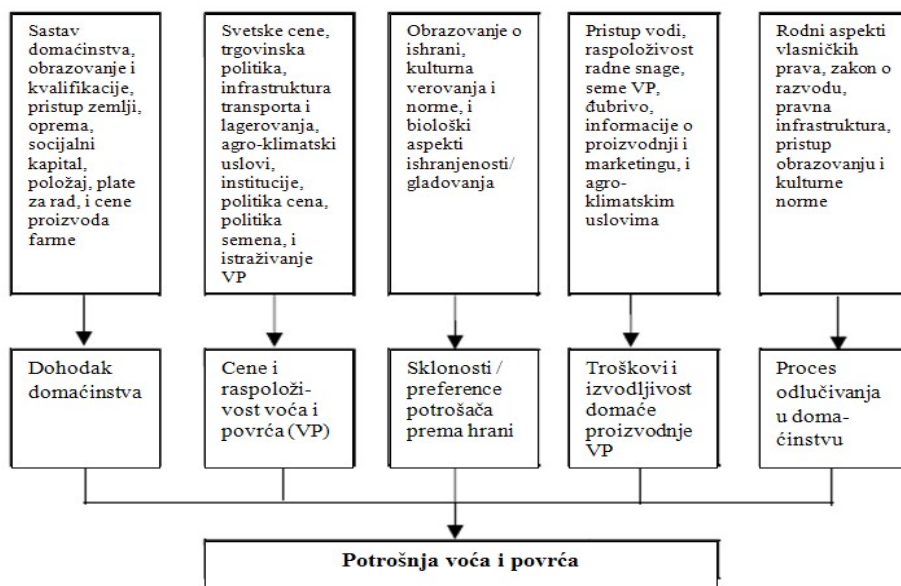 Sastav
domaćinstva,
obrazovanje i
kvalifikacije,
pristup zemlji,
oprema,
socijalni
kapital,
položaj, plate
za rad, i cene
proizvoda
farme
Svetske cene,
trgovinska
politika,
infrastruktura
transporta i
lagerovanja,
agro-klimatski
uslovi,
institucije,
politika cena,
politika
semena, i
istraživanje
VP
Obrazovanje o
ishrani,
kulturna
verovanja i
norme, i
biološki
aspekti
ishranjenosti/
gladovanja
Pristup vodi,
raspoloživost
radne snage,
seme VP,
đubrivo,
informacije o
proizvodnji i
marketingu, i
agro-
klimatskim
uslovima
Rodni aspekti
vlasničkih
prava, zakon o
razvodu,
pravna
infrastruktura,
pristup
obrazovanju i
kulturne
norme
Dohodak
domaćinstva
Cene i
raspoloži-
vost voća i
povrća (VP)
Sklonosti /
preference
potrošača
prema hrani
Troškovi i
izvodljivost
domaće
proizvodnje
VP
Proces
odlučivanja
u doma-
ćinstvu
Potrošnja voća i povrća